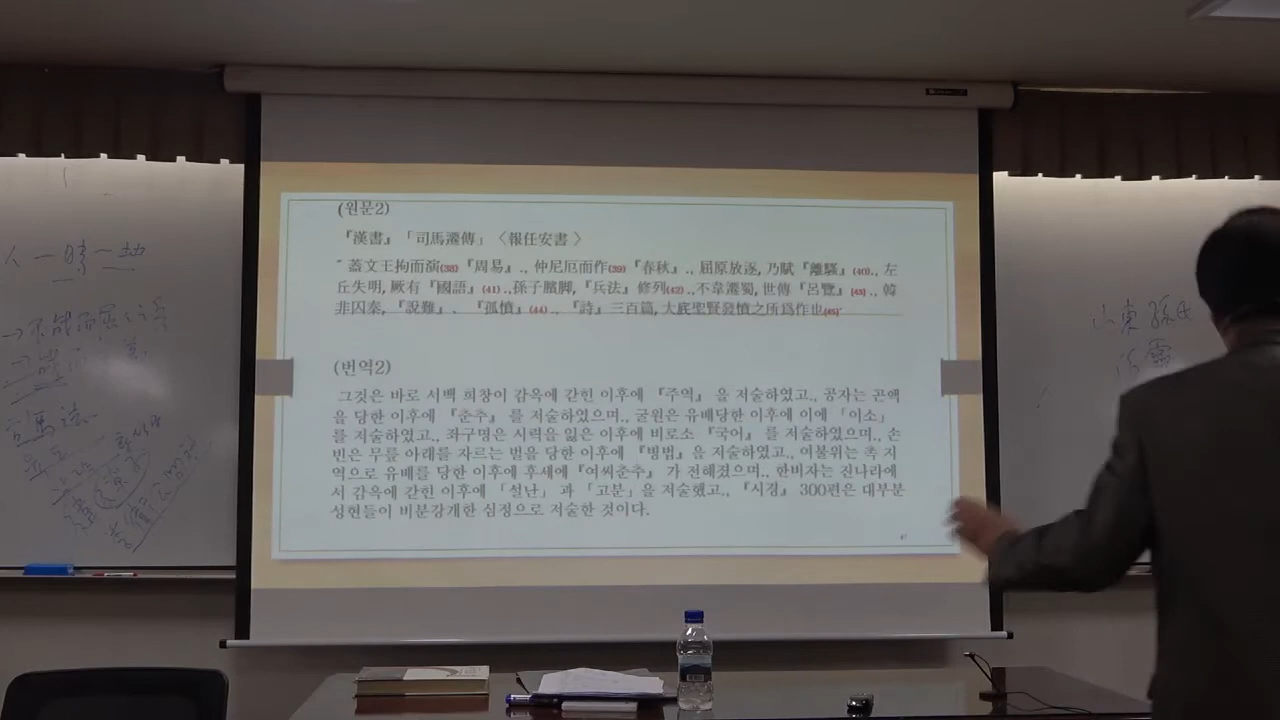 人一時一地
山東孫氏
(원문2)
『漢書』「司馬遷傳」〈報任安書 〉
“ 蓋文王拘而演(38)『周易』., 仲尼厄而作(39)『春秋』., 屈原放逐, 乃賦『離騷』(40)., 左
丘失明, 厥有『國語』(41) .,孫子臏脚,『兵法』修列(42)., 不韋遷蜀, 世傳『呂覽』(43)., 韓
非囚秦, 『說難』、『孤憤』(44) ., 『詩』三百篇, 大底聖賢發憤之所爲作也(45)”
(번역2)
그것은 바로 서백 희창이 감옥에 간힌 이후에 『주역』 을 저술하였고., 공자는 곤액
을 당한 이후에 『춘추』 를 저술하였으며., 굴원은 유배당한 이후에 이에 「이소」
를 저술하였고., 좌구명은 시력을 잃은 이후에 비로소 『국어』 를 저술하였으며., 손
빈은 무릎 아래를 자르는 벌을 당한 이후에 『병법』을 저술하였고., 여불위는 촉 지
역으로 유배를 당한 이후에 후세에『여씨춘추』 가 전해졌으며., 한비자는 진나라에
서 감옥에 갇힌 이후에 「설난」 과 「고분」을 저술했고., 『시경』 300편은 대부분
성현들이 비분강개한 심정으로 저술한 것이다.
47